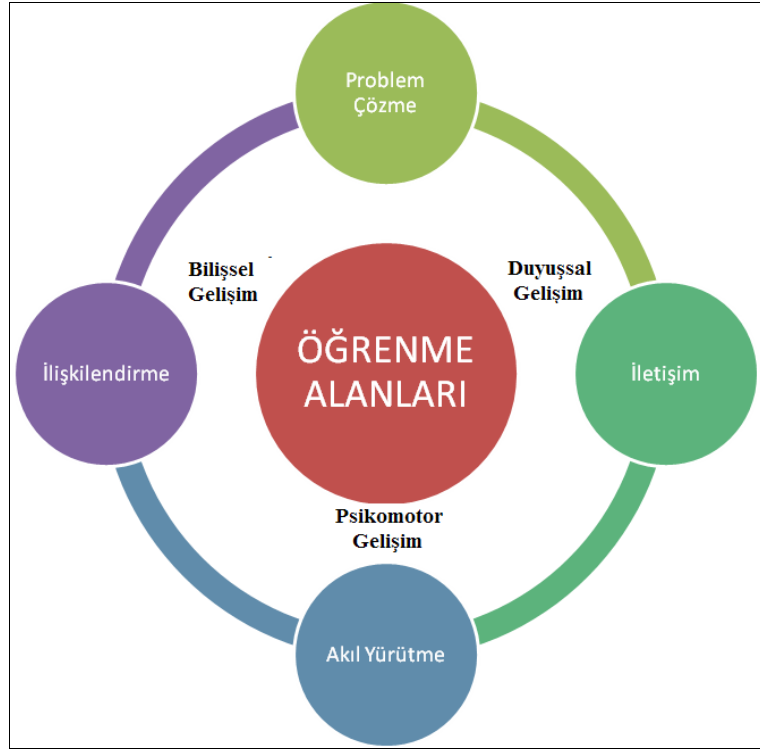 Problem
Çözme
Bilişsel
Gelişim
Duyuşsal
Gelişim
İlişkilendirme
ÖĞRENME
ALANLARI
İletişim
Psikomotor
Gelişim
Akıl Yürütme